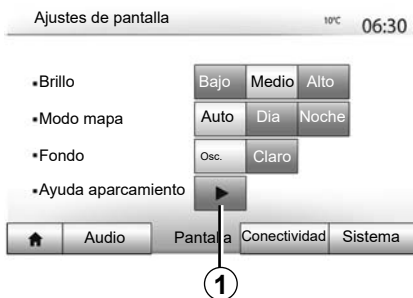 Ajustes de pantalla 10°C 06:30
▪Brillo Bajo Medio Alto
▪Modo mapa Auto Dia Noche
▪Fondo Osc. Claro
▪Ayuda aparcamiento
Audio Pantalla Conectividad Sistema
1